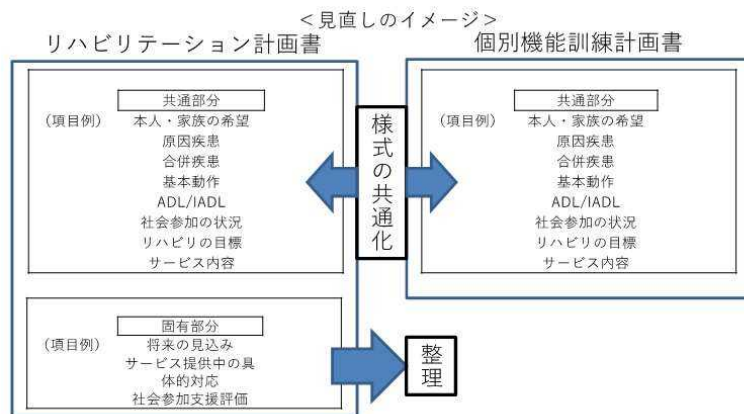 ＜見直しのイメージ＞
リハビリテーション計画書
共通部分
(項目例)
本人・家族の希望
原因疾患
合併疾患
基本動作
ADL/IADL
社会参加の状況
リハビリの目標
サービス内容
固有部分
(項目例)
将来の見込み
サービス提供中の具
体的対応
社会参加支援評価
様式の共通化
整理
個別機能訓練計画書
共通部分
(項目例)
本人・家族の希望
原因疾患
合併疾患
基本動作
ADL/IADL
社会参加の状況
リハビリの目標
サービス内容